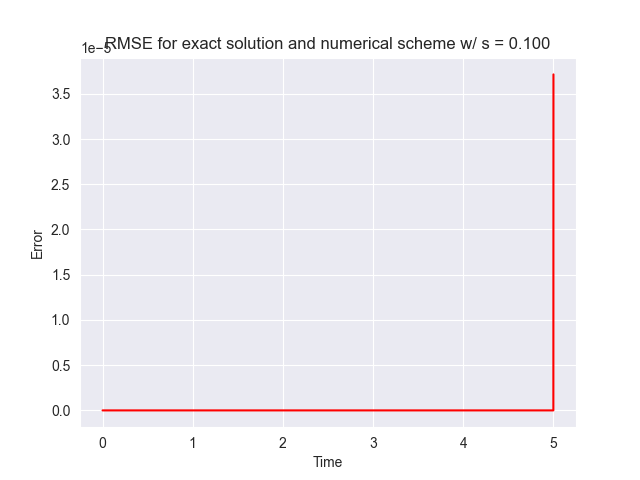 RMSE for exact solution and numerical scheme w/ s = 0.100
1e−5
3.5
3.0
2.5
2.0
1.5
1.0
0.5
0.0
Error
0 1 2 3 4 5
Time